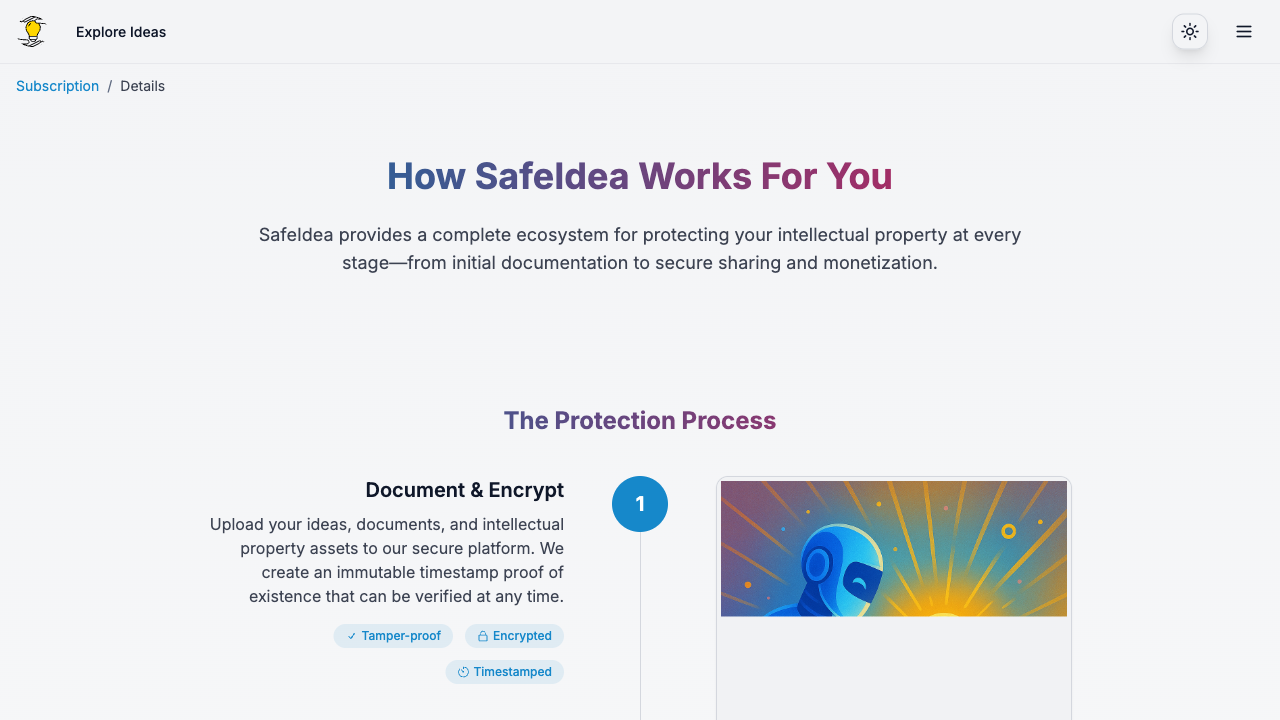 Explore Ideas
Subscription / Details
How SafeIdea Works For You
SafeIdea provides a complete ecosystem for protecting your intellectual property at every
stage—from initial documentation to secure sharing and monetization.
The Protection Process
Document & Encrypt
1
Upload your ideas, documents, and intellectual
property assets to our secure platform. We
create an immutable timestamp proof of
existence that can be verified at any time.
Tamper-proof
Encrypted
Timestamped